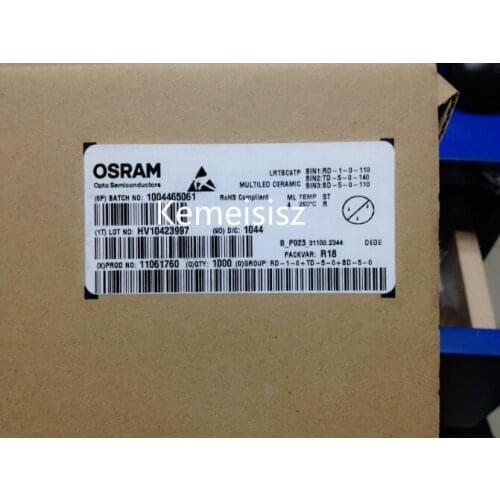 OSRAM
Opto Semiconductors
LRTBC9TP BIN1:RD-1-0-110
BIN2:TD-5-0-140
MULTILED CERAMIC BIN3:BD-5-0-110
(6P) BATCH NO: 1004465061 RoHS Compliant ML TEMP ST
4 260°C R
Kemeisisz
(1T) LOT NO: HV10423997 (9D) D/C: 1044
B_P023_31100.2344 DEDE
PACKVAR: R18
(X)PROD NO: 11061760 (Q)QTY: 1000 (G)GROUP: RD-1-0+TD-5-0+BD-5-0